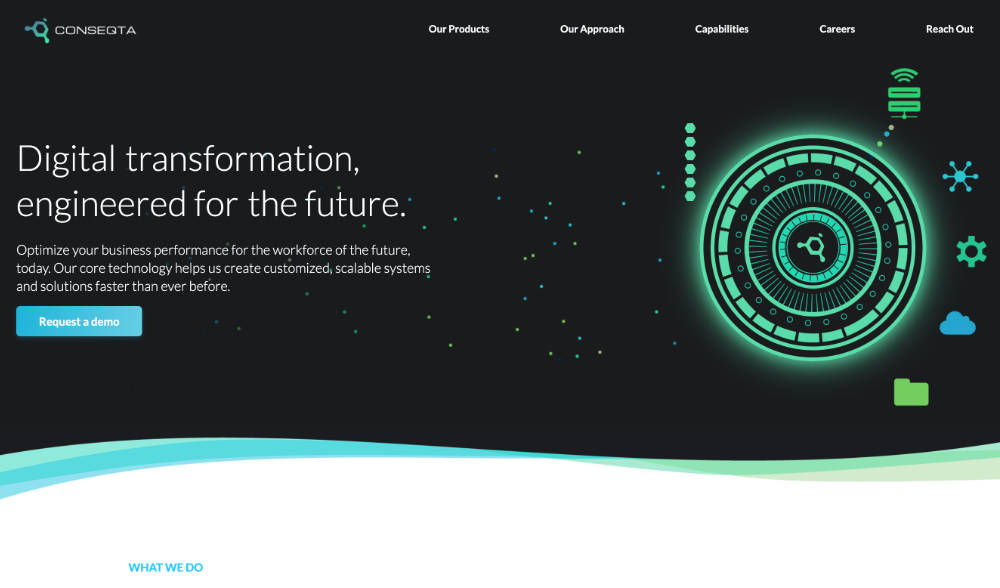 CONSEQTA
Our Products
Our Approach
Capabilities
Careers
Reach Out
Digital transformation,
engineered for the future.
Optimize your business performance for the workforce of the future,
today. Our core technology helps us create customized, scalable systems
and solutions faster than ever before.
Request a demo
WHAT WE DO